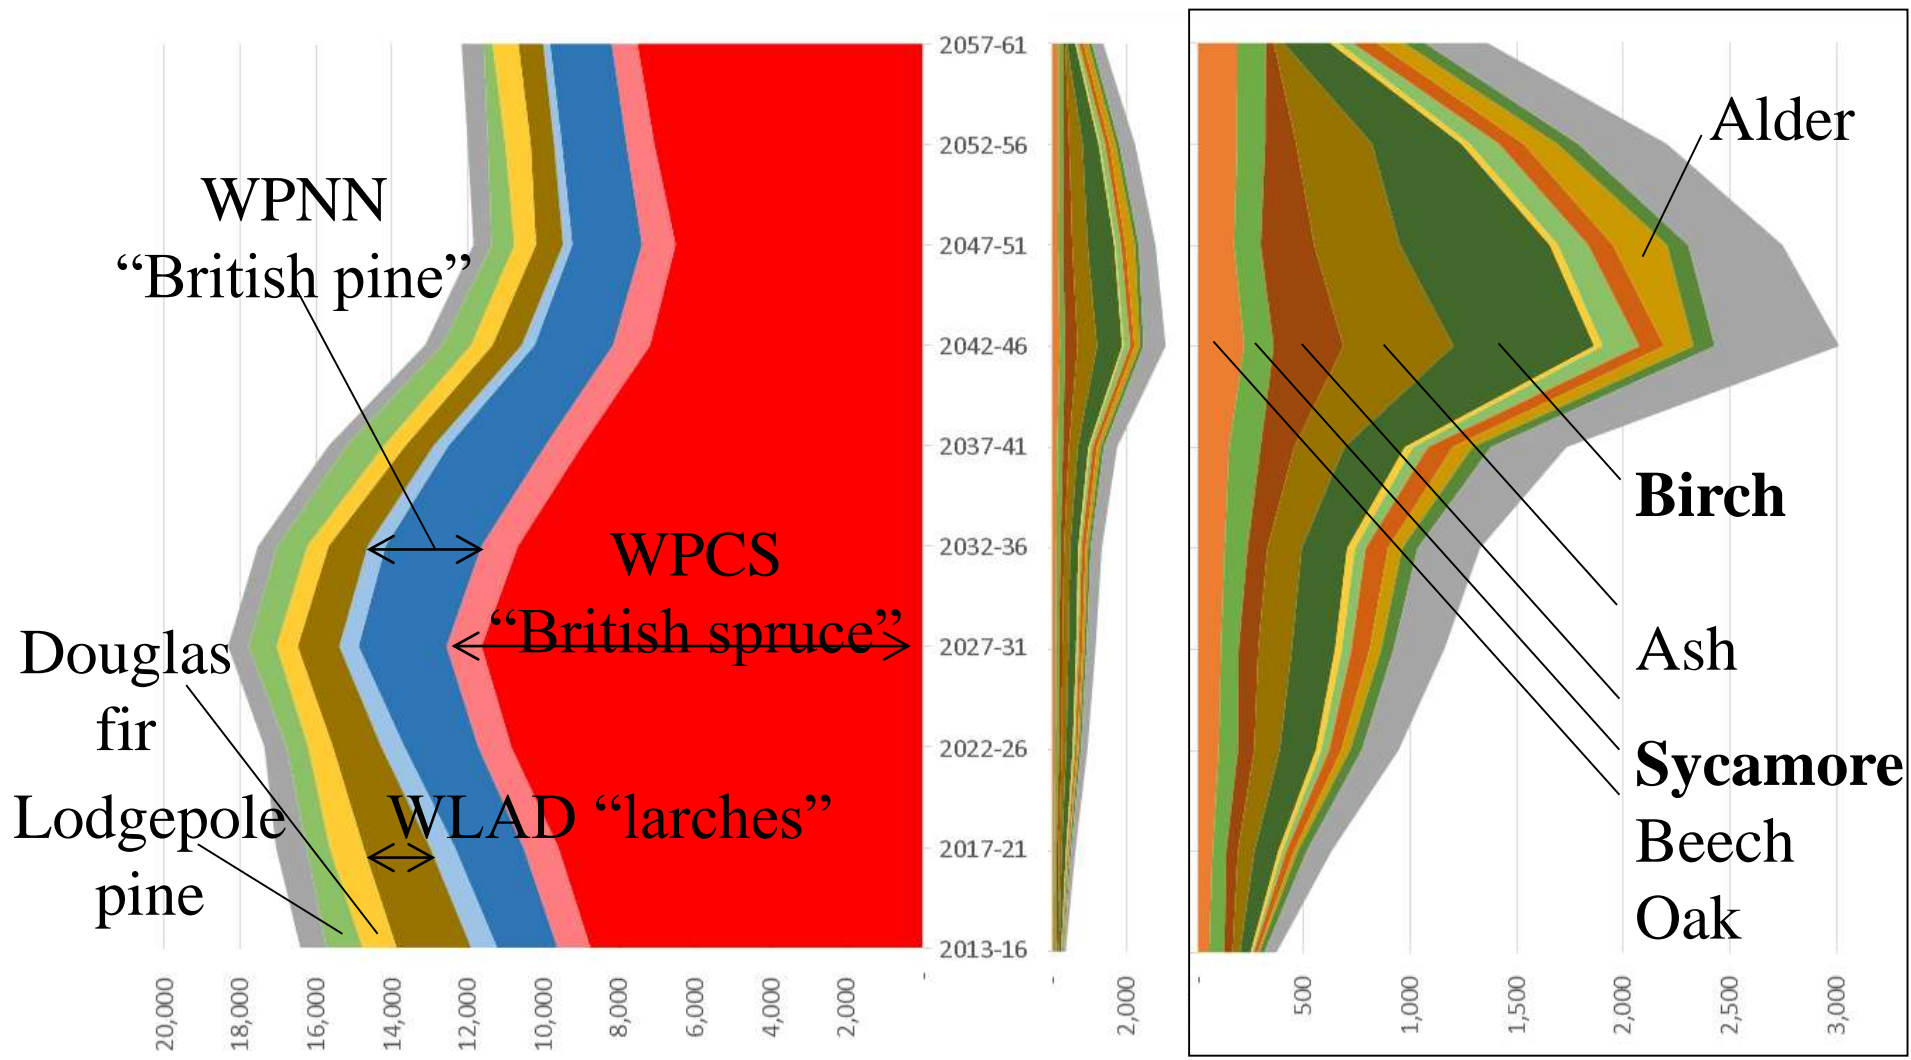 2057-61
2052-56
2047-51
2042-46
2037-41
2032-36
2027-31
2022-26
2017-21
2013-16
WPNN
“British pine”
WPCS
“British spruce”
Douglas
fir
Lodgepole
pine
WLAD “larches”
Alder
Birch
Ash
Sycamore
Beech
Oak
20,000
18,000
16,000
14,000
12,000
10,000
8,000
6,000
4,000
2,000
-
-
2,000
-
500
1,000
1,500
2,000
2,500
3,000